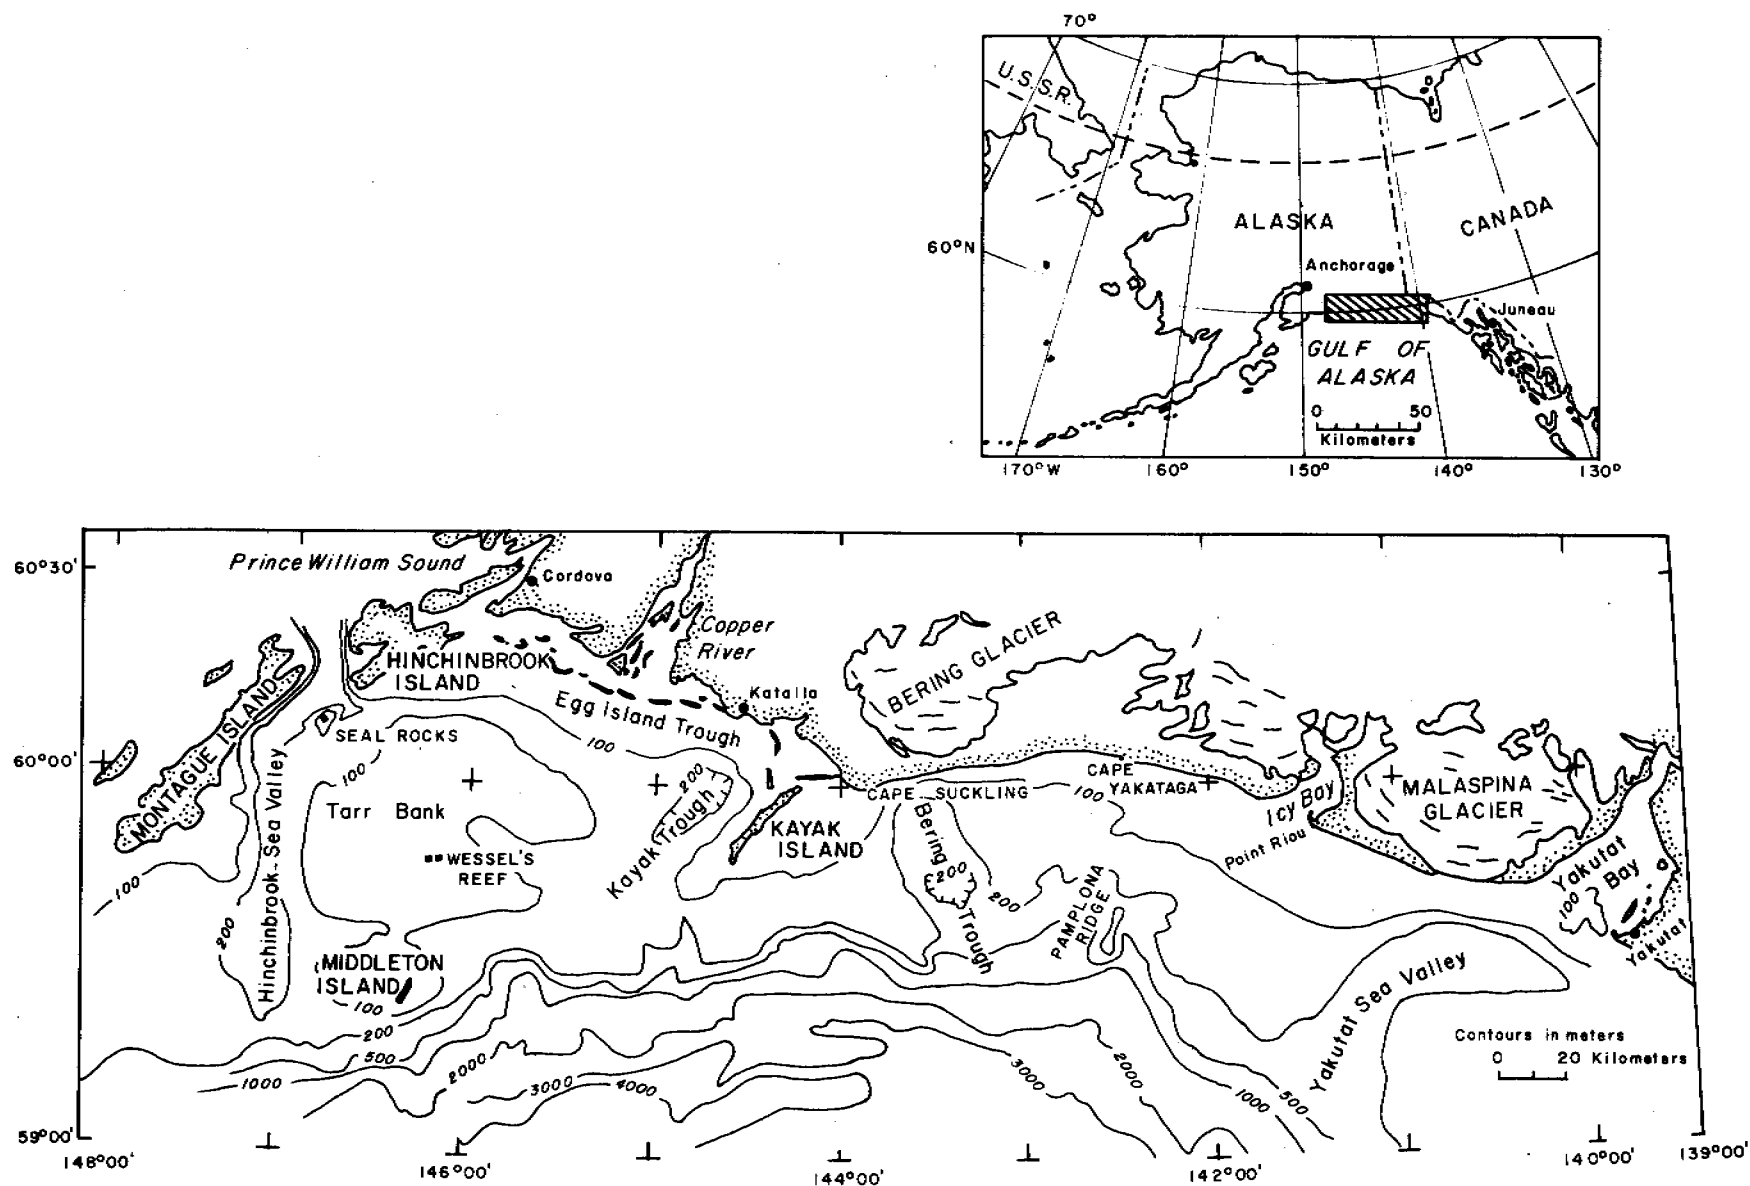 70°
U.S.S.R.
60°N
ALASKA
CANADA
Anchorage
Juneau
GULF OF
ALASKA
0 50
Kilometers
170°W 160° 150° 140° 130°
60°30'
Prince William Sound
Cordova
Copper
River
HINCHINBROOK
ISLAND
BERING GLACIER
Katalla
Egg Island Trough
MONTAGUE ISLAND
SEAL ROCKS
100
60°00'
100
200
Tarr Bank
Hinchinbrook Sea Valley
Kayak Trough
KAYAK
ISLAND
CAPE SUCKLING
CAPE
YAKATAGA
100
Icy Bay
Point Riou
MALASPINA
GLACIER
WESSEL'S
REEF
Bering Trough
200
200
PAMPLONA
RIDGE
Yakutat
Bay
100
Yakutat
100
200
MIDDLETON
ISLAND
100
200
500
1000
2000
3000
4000
3000
2000
1000
500
Yakutat Sea Valley
Contours in meters
0 20 Kilometers
59°00'
148°00' 146°00' 144°00' 142°00' 140°00' 139°00'